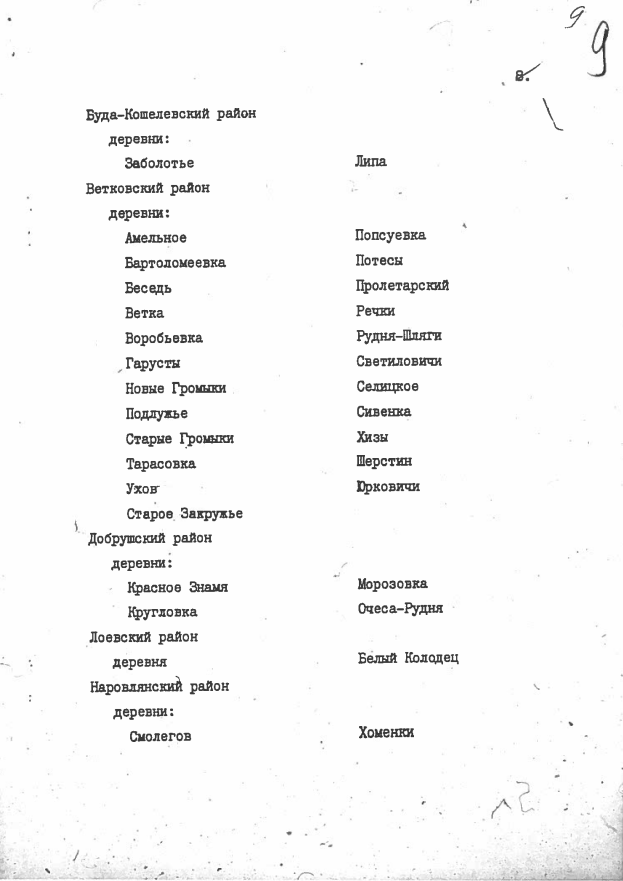 9 9
8.
Буда-Кошелевский район
деревни:
Заболотье Липа
Ветковский район
деревни:
Амельное Попсуевка
Бартоломеевка Потесы
Беседь Пролетарский
Ветка Речки
Воробьевка Рудня-Шляги
Гарусты Светиловичи
Новые Громыки Селицкое
Подлужье Сивенка
Старые Громыки Хизы
Тарасовка Шерстин
Ухов Юрковичи
Старое Закружье
Добрушский район
деревни:
Красное Знамя Морозовка
Кругловка Очеса-Рудня
Лоевский район
деревня Белый Колодец
Наровлянский район
деревни:
Смолегов Хоменки